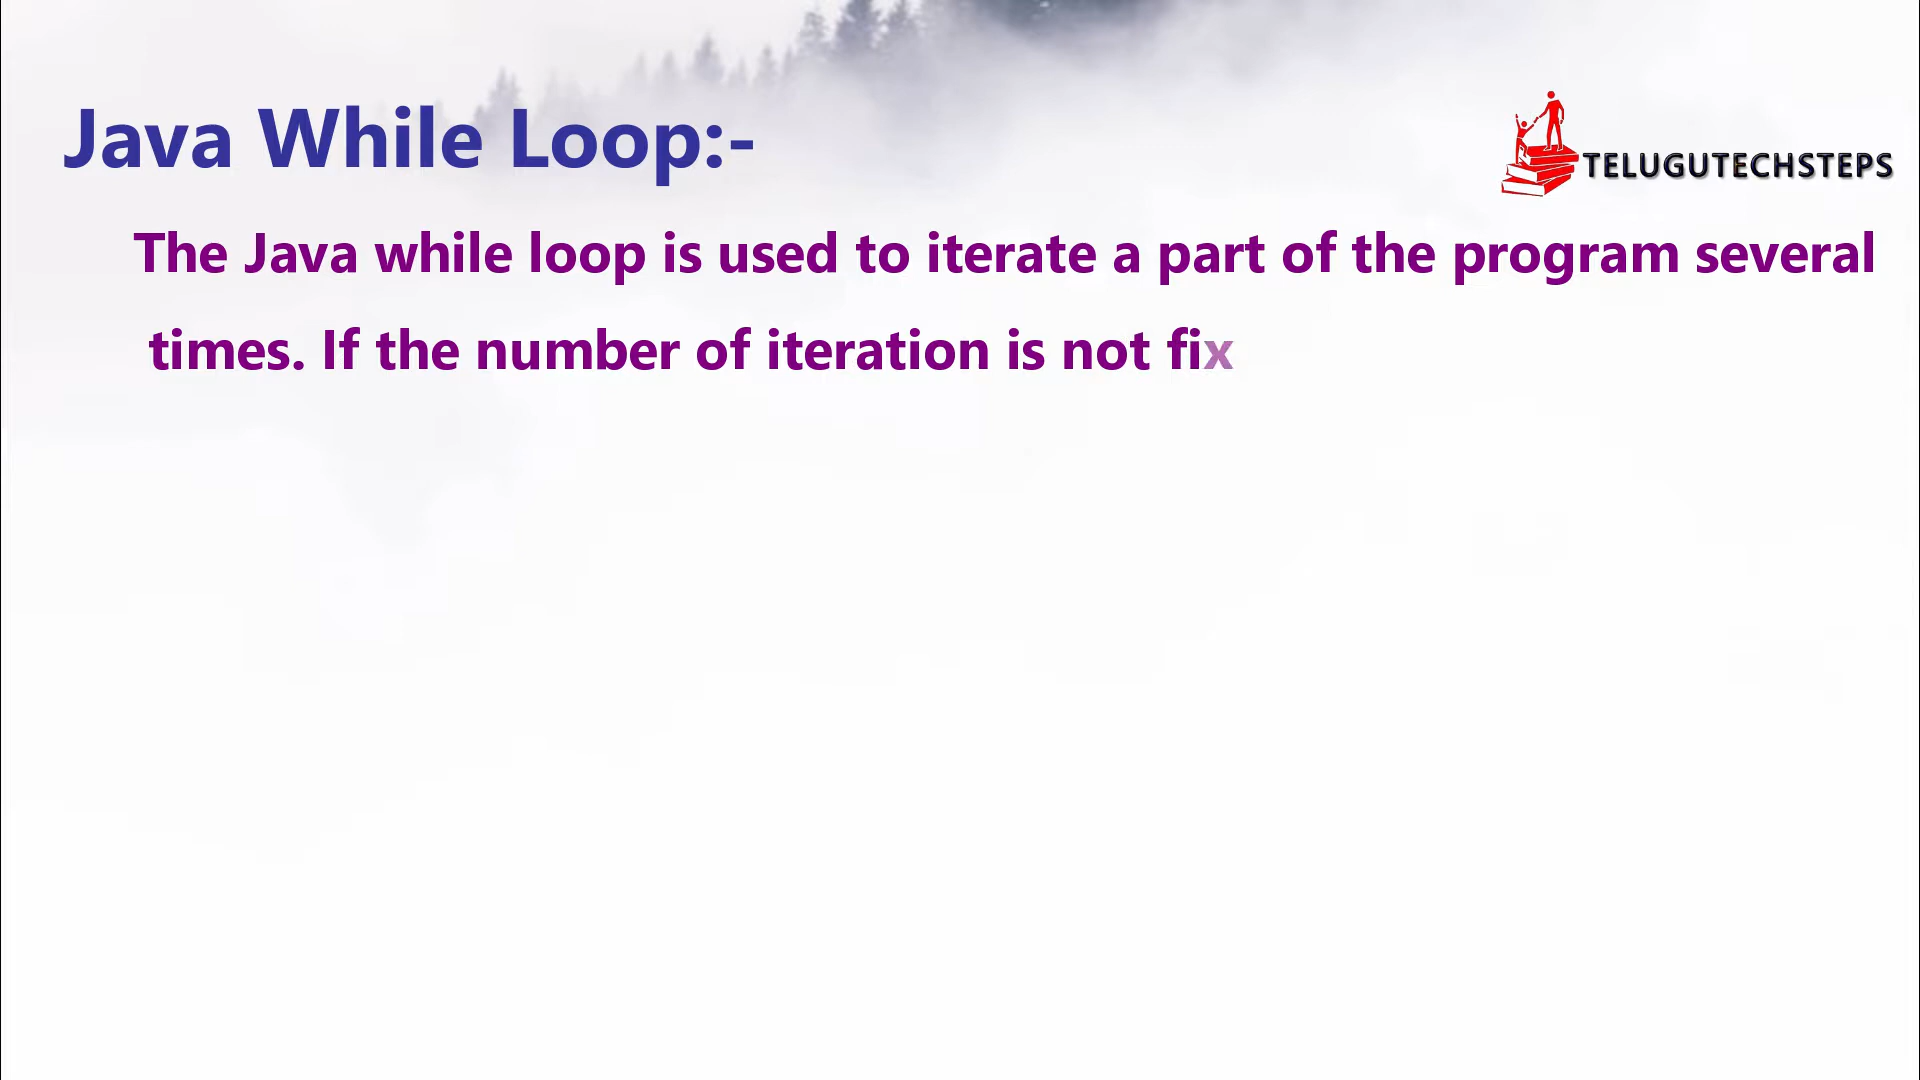 Java While Loop:-
TELUGUTECHSTEPS
The Java while loop is used to iterate a part of the program several
times. If the number of iteration is not fix